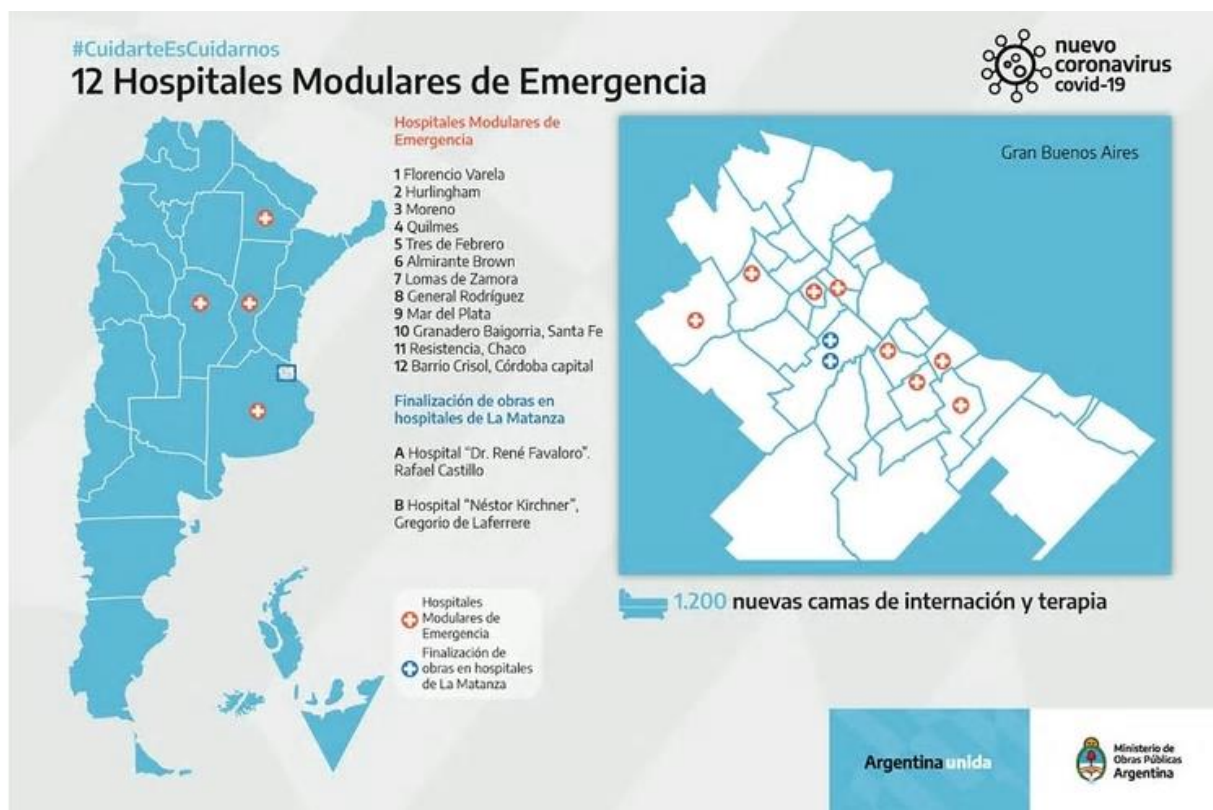 #CuidarteEsCuidarnos
12 Hospitales Modulares de Emergencia
nuevo
coronavirus
covid-19
Hospitales Modulares de
Emergencia
1 Florencio Varela
2 Hurlingham
3 Moreno
4 Quilmes
5 Tres de Febrero
6 Almirante Brown
7 Lomas de Zamora
8 General Rodríguez
9 Mar del Plata
10 Granadero Baigorria, Santa Fe
11 Resistencia, Chaco
12 Barrio Crisol, Córdoba capital
Finalización de obras en
hospitales de La Matanza
A Hospital "Dr. René Favaloro".
Rafael Castillo
B Hospital "Néstor Kirchner",
Gregorio de Laferrere
Hospitales
Modulares de
Emergencia
Finalización de
obras en hospitales
de La Matanza
Gran Buenos Aires
1.200 nuevas camas de internación y terapia
Argentina unida
Ministerio de
Obras Públicas
Argentina